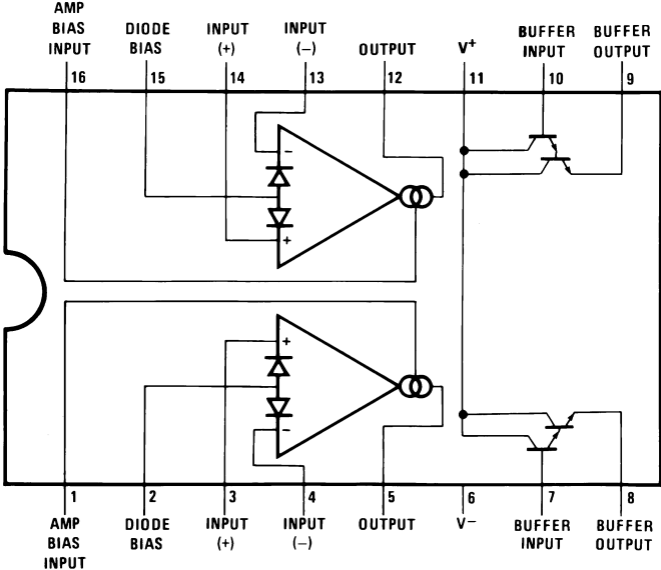 AMP
BIAS
INPUT
DIODE
BIAS
INPUT
(+)
INPUT
(−)
OUTPUT
V+
BUFFER
INPUT
BUFFER
OUTPUT
16
15
14
13
12
11
10
9
−
+
+
−
1
2
3
4
5
6
7
8
AMP
BIAS
INPUT
DIODE
BIAS
INPUT
(+)
INPUT
(−)
OUTPUT
V−
BUFFER
INPUT
BUFFER
OUTPUT